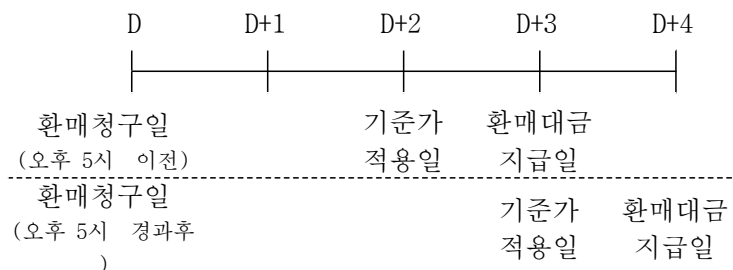 D D+1 D+2 D+3 D+4
환매청구일 기준가 환매대금
(오후 5시 이전) 적용일 지급일
환매청구일 기준가 환매대금
(오후 5시 경과후 적용일 지급일
)